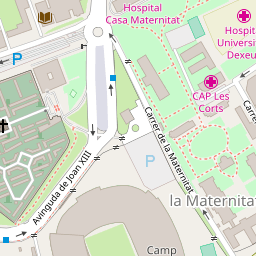 Hospital
Casa Maternitat
Hospital
Univers
Dexeu
CAP Les
Corts
P
Carrer de la Maternitat
P
Avinguda de Joan XIII
la Maternitat
Camp